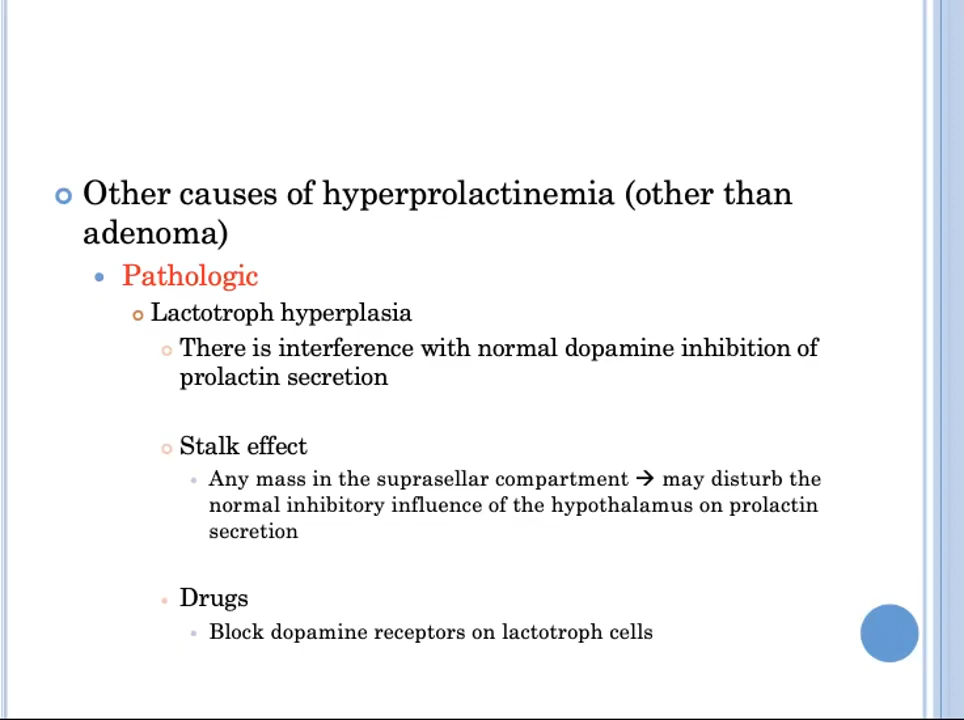 Other causes of hyperprolactinemia (other than
adenoma)
Pathologic
Lactotroph hyperplasia
There is interference with normal dopamine inhibition of
prolactin secretion
Stalk effect
Any mass in the suprasellar compartment → may disturb the
normal inhibitory influence of the hypothalamus on prolactin
secretion
Drugs
Block dopamine receptors on lactotroph cells